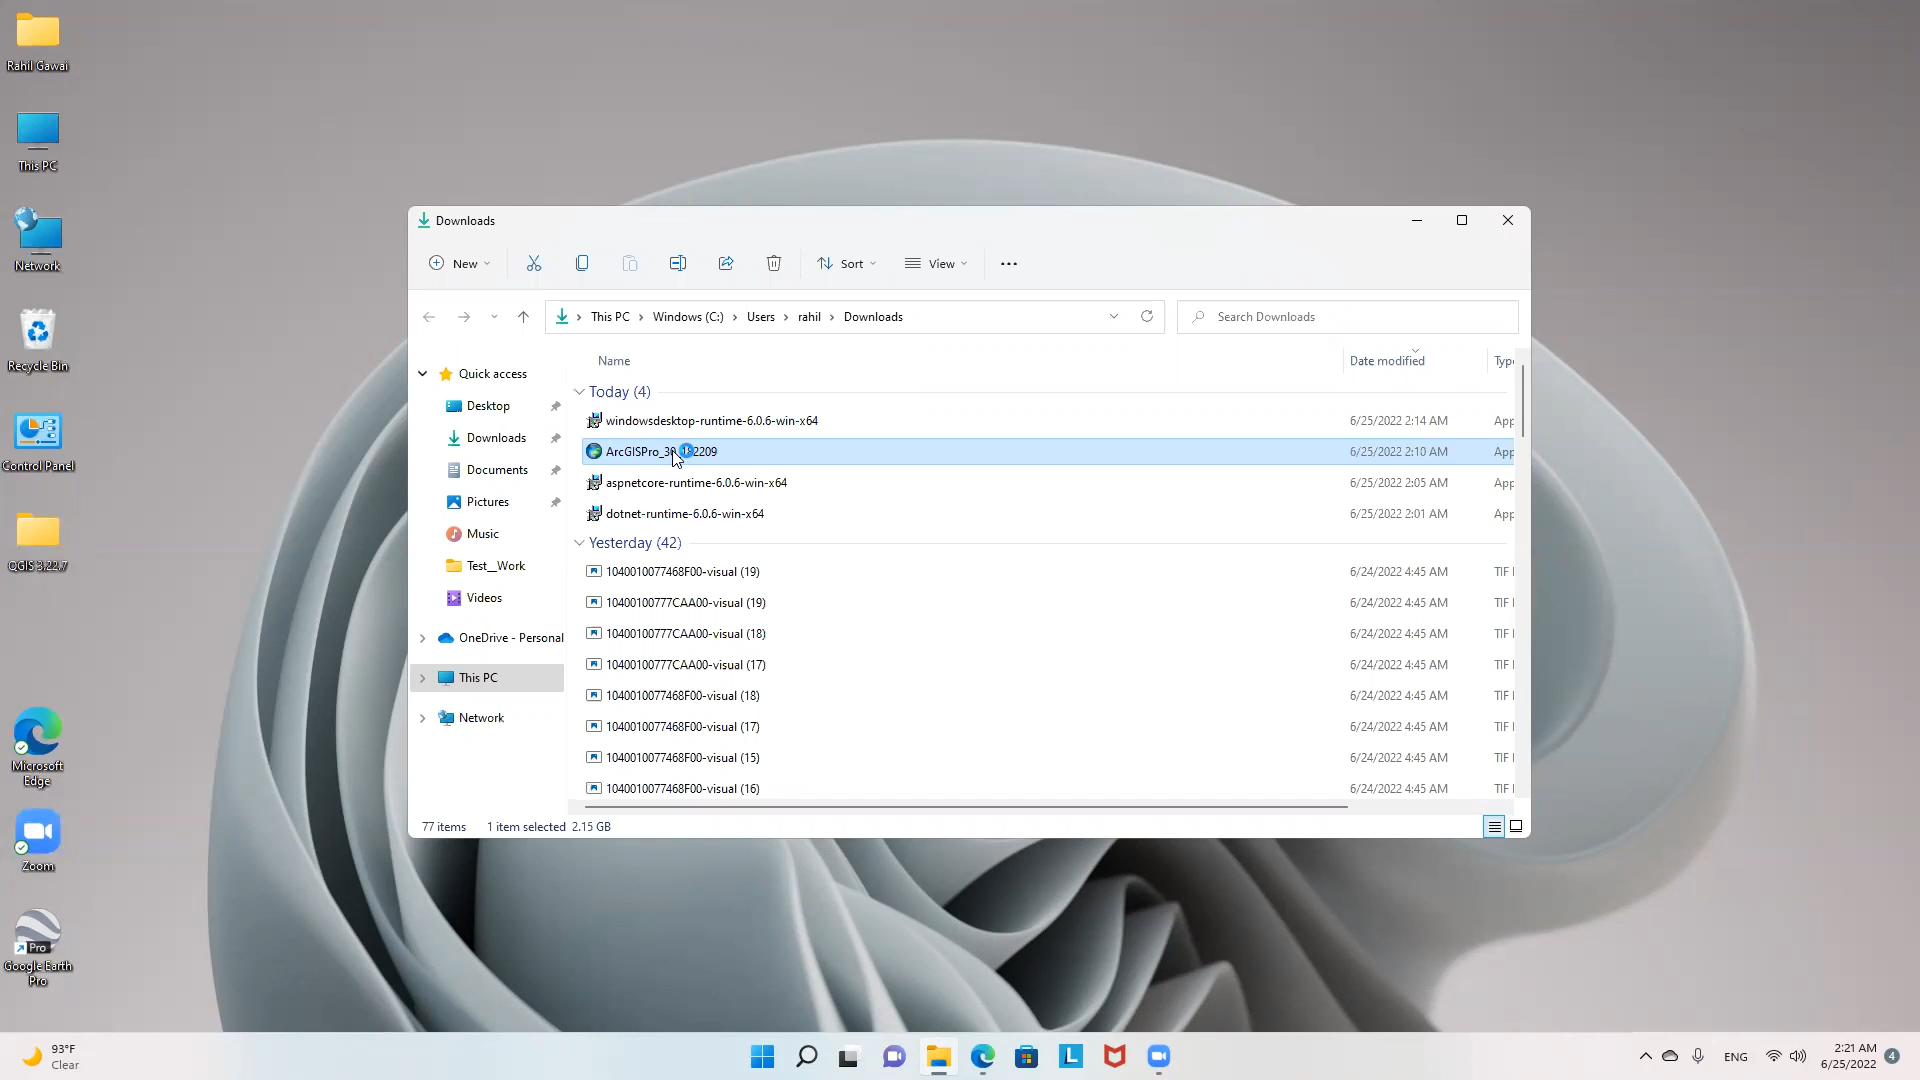 Rahil Gawai
This PC
Network
Recycle Bin
Control Panel
QGIS 3.22.7
Microsoft
Edge
Zoom
Pro
Google Earth
Pro
Downloads
New
Sort
View
This PC
Windows (C:)
Users
rahil
Downloads
Search Downloads
Quick access
Desktop
Downloads
Documents
Pictures
Music
Test__Work
Videos
OneDrive - Personal
This PC
Network
Name Date modified Type
Today (4)
windowsdesktop-runtime-6.0.6-win-x64 6/25/2022 2:14 AM App
6/25/2022 2:10 AM App
aspnetcore-runtime-6.0.6-win-x64 6/25/2022 2:05 AM App
dotnet-runtime-6.0.6-win-x64 6/25/2022 2:01 AM App
Yesterday (42)
1040010077468F00-visual (19) 6/24/2022 4:45 AM TIF
10400100777CAA00-visual (19) 6/24/2022 4:45 AM TIF
10400100777CAA00-visual (18) 6/24/2022 4:45 AM TIF
10400100777CAA00-visual (17) 6/24/2022 4:45 AM TIF
1040010077468F00-visual (18) 6/24/2022 4:45 AM TIF
1040010077468F00-visual (17) 6/24/2022 4:45 AM TIF
1040010077468F00-visual (15) 6/24/2022 4:45 AM TIF
1040010077468F00-visual (16) 6/24/2022 4:45 AM TIF
77 items 1 item selected 2.15 GB
93°F
Clear
L
ENG
2:21 AM
6/25/2022
4